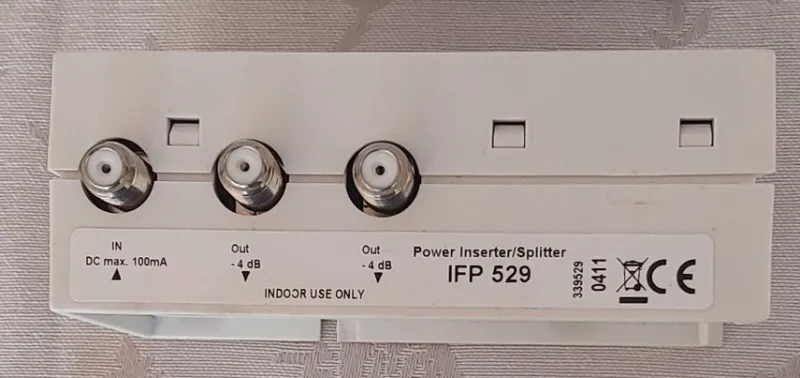 IN
DC max. 100mA
Out
- 4 dB
Out
- 4 dB
INDOOR USE ONLY
Power Inserter/Splitter
IFP 529
339529
0411
CE